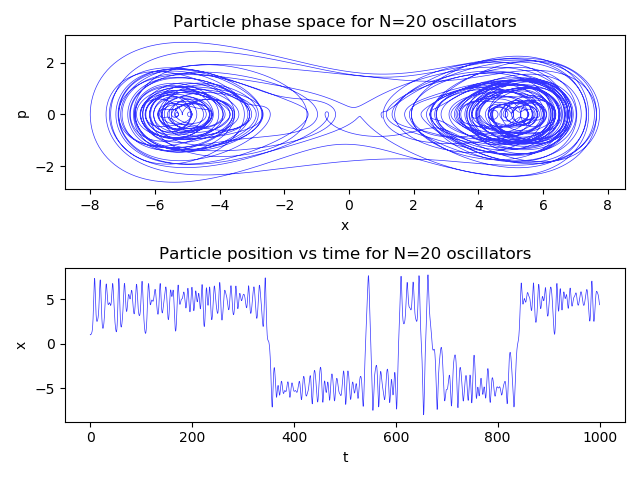 Particle phase space for N=20 oscillators
2
0
−2
p
−8 −6 −4 −2 0 2 4 6 8
x
Particle position vs time for N=20 oscillators
5
0
−5
x
0 200 400 600 800 1000
t